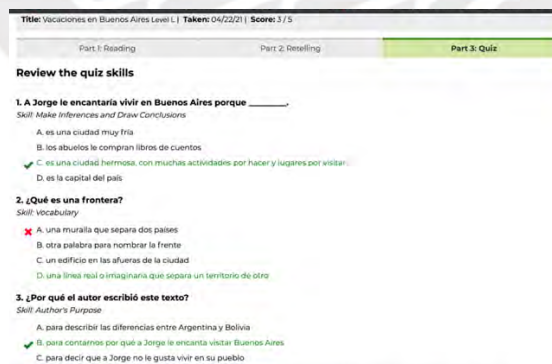 Title: Vacaciones en Buenos Aires Level L | Taken: 04/22/21 | Score: 3 / 5
Part 1: Reading
Part 2: Retelling
Part 3: Quiz
Review the quiz skills
1. A Jorge le encantaría vivir en Buenos Aires porque ________.
Skill: Make Inferences and Draw Conclusions
A. es una ciudad muy fría
B. los abuelos le compran libros de cuentos
C. es una ciudad hermosa, con muchas actividades por hacer y lugares por visitar.
D. es la capital del país
2. ¿Qué es una frontera?
Skill: Vocabulary
A. una muralla que separa dos países
B. otra palabra para nombrar la frente
C. un edificio en las afueras de la ciudad
D. una línea real o imaginaria que separa un territorio de otro
3. ¿Por qué el autor escribió este texto?
Skill: Author's Purpose
A. para describir las diferencias entre Argentina y Bolivia
B. para contarnos por qué a Jorge le encanta visitar Buenos Aires
C. para decir que a Jorge no le gusta vivir en su pueblo